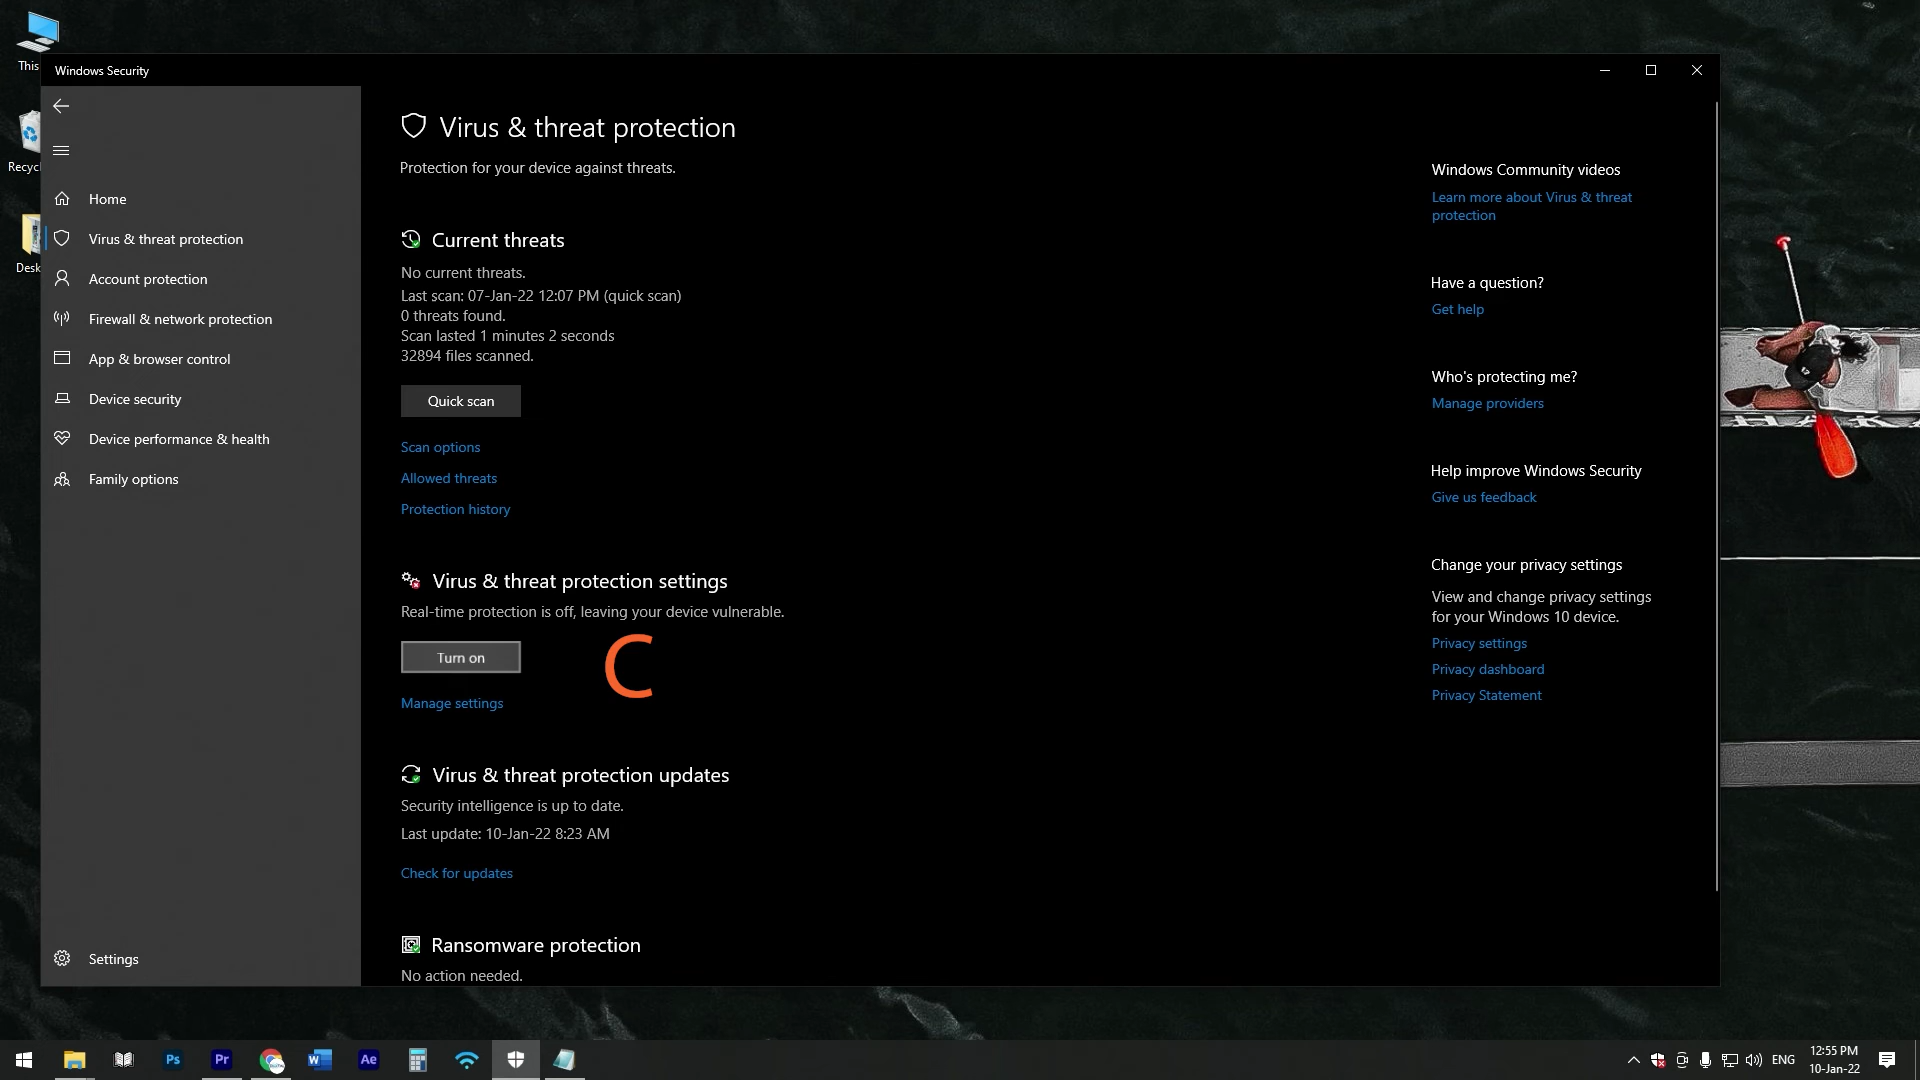 This
Windows Security
Recycl
Desk
Home
Virus & threat protection
Account protection
Firewall & network protection
App & browser control
Device security
Device performance & health
Family options
Settings
Virus & threat protection
Protection for your device against threats.
Current threats
No current threats.
Last scan: 07-Jan-22 12:07 PM (quick scan)
0 threats found.
Scan lasted 1 minutes 2 seconds
32894 files scanned.
Quick scan
Scan options
Allowed threats
Protection history
Virus & threat protection settings
Real-time protection is off, leaving your device vulnerable.
Turn on
C
Manage settings
Virus & threat protection updates
Security intelligence is up to date.
Last update: 10-Jan-22 8:23 AM
Check for updates
Ransomware protection
No action needed.
Windows Community videos
Learn more about Virus & threat
protection
Have a question?
Get help
Who's protecting me?
Manage providers
Help improve Windows Security
Give us feedback
Change your privacy settings
View and change privacy settings
for your Windows 10 device.
Privacy settings
Privacy dashboard
Privacy Statement
Ps
Pr
W
Ae
ENG
12:55 PM
10-Jan-22